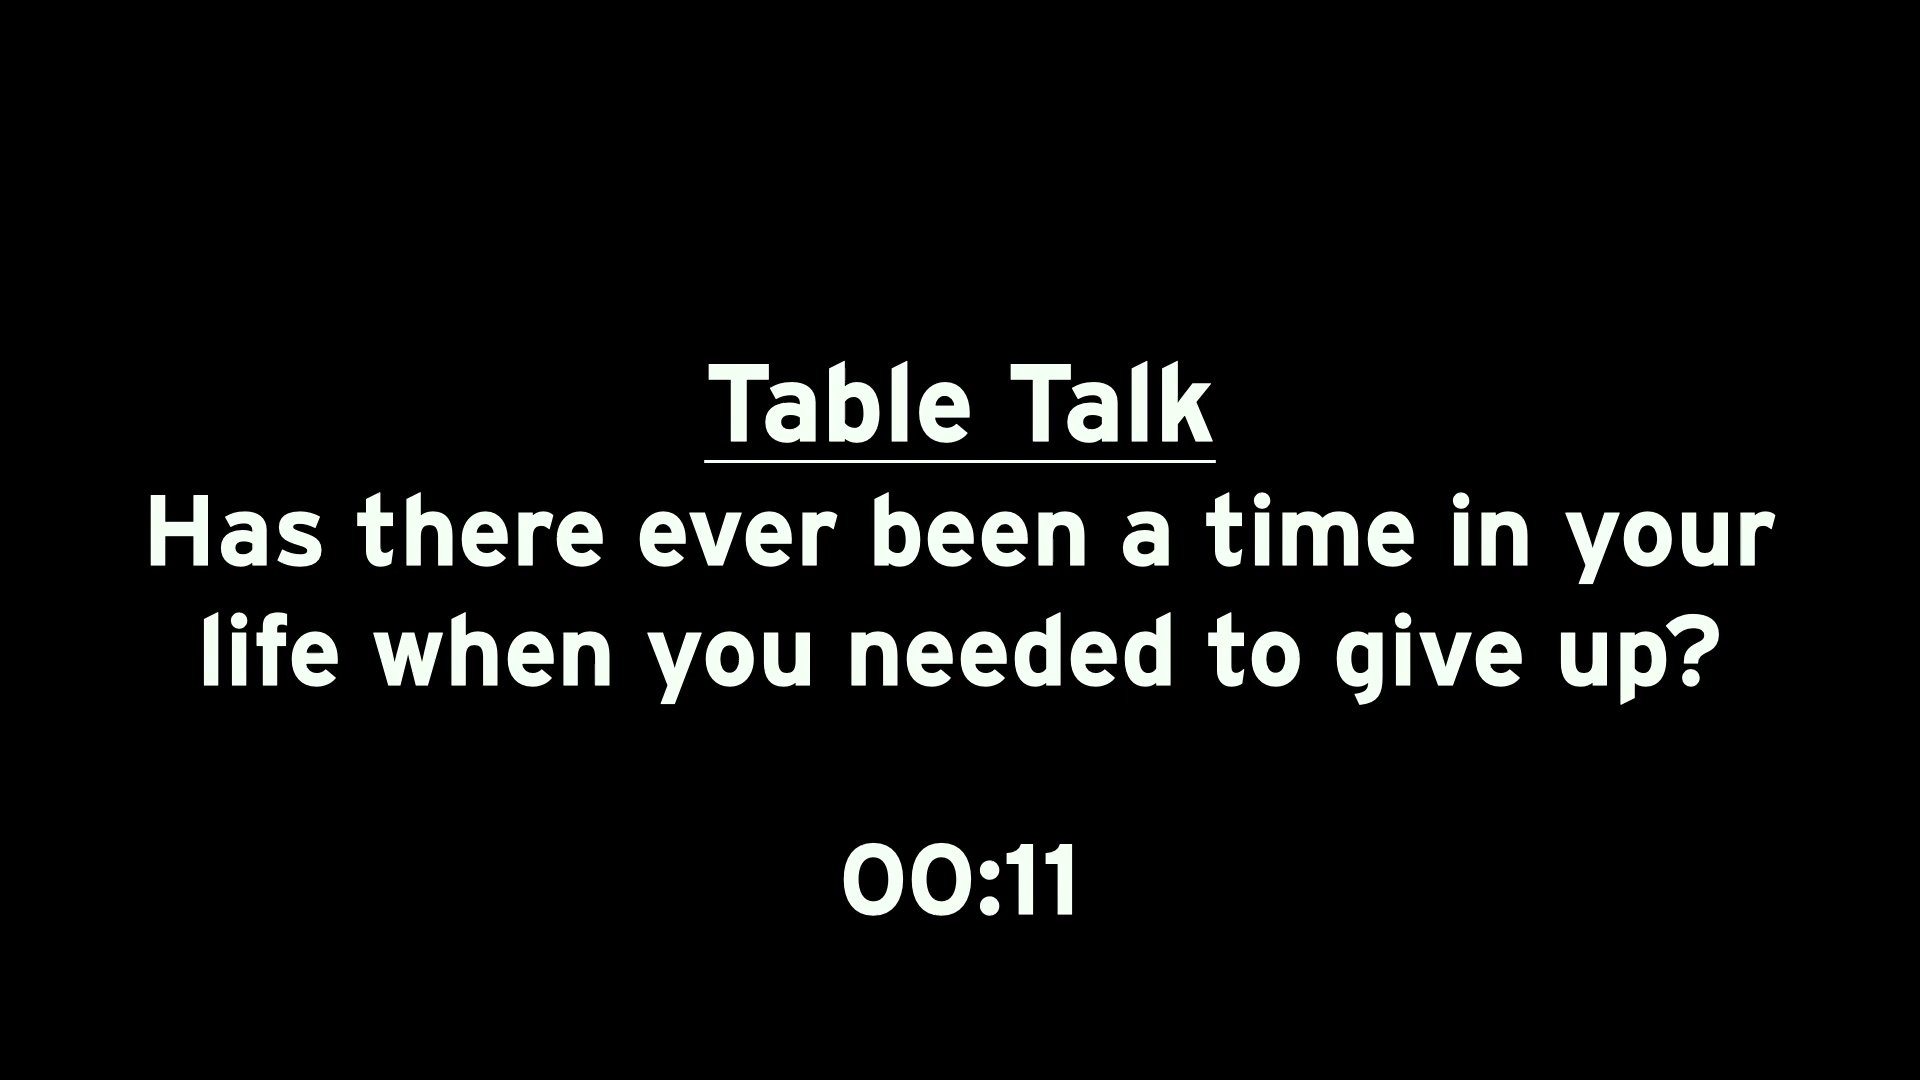 Table Talk
Has there ever been a time in your
life when you needed to give up?
00:11